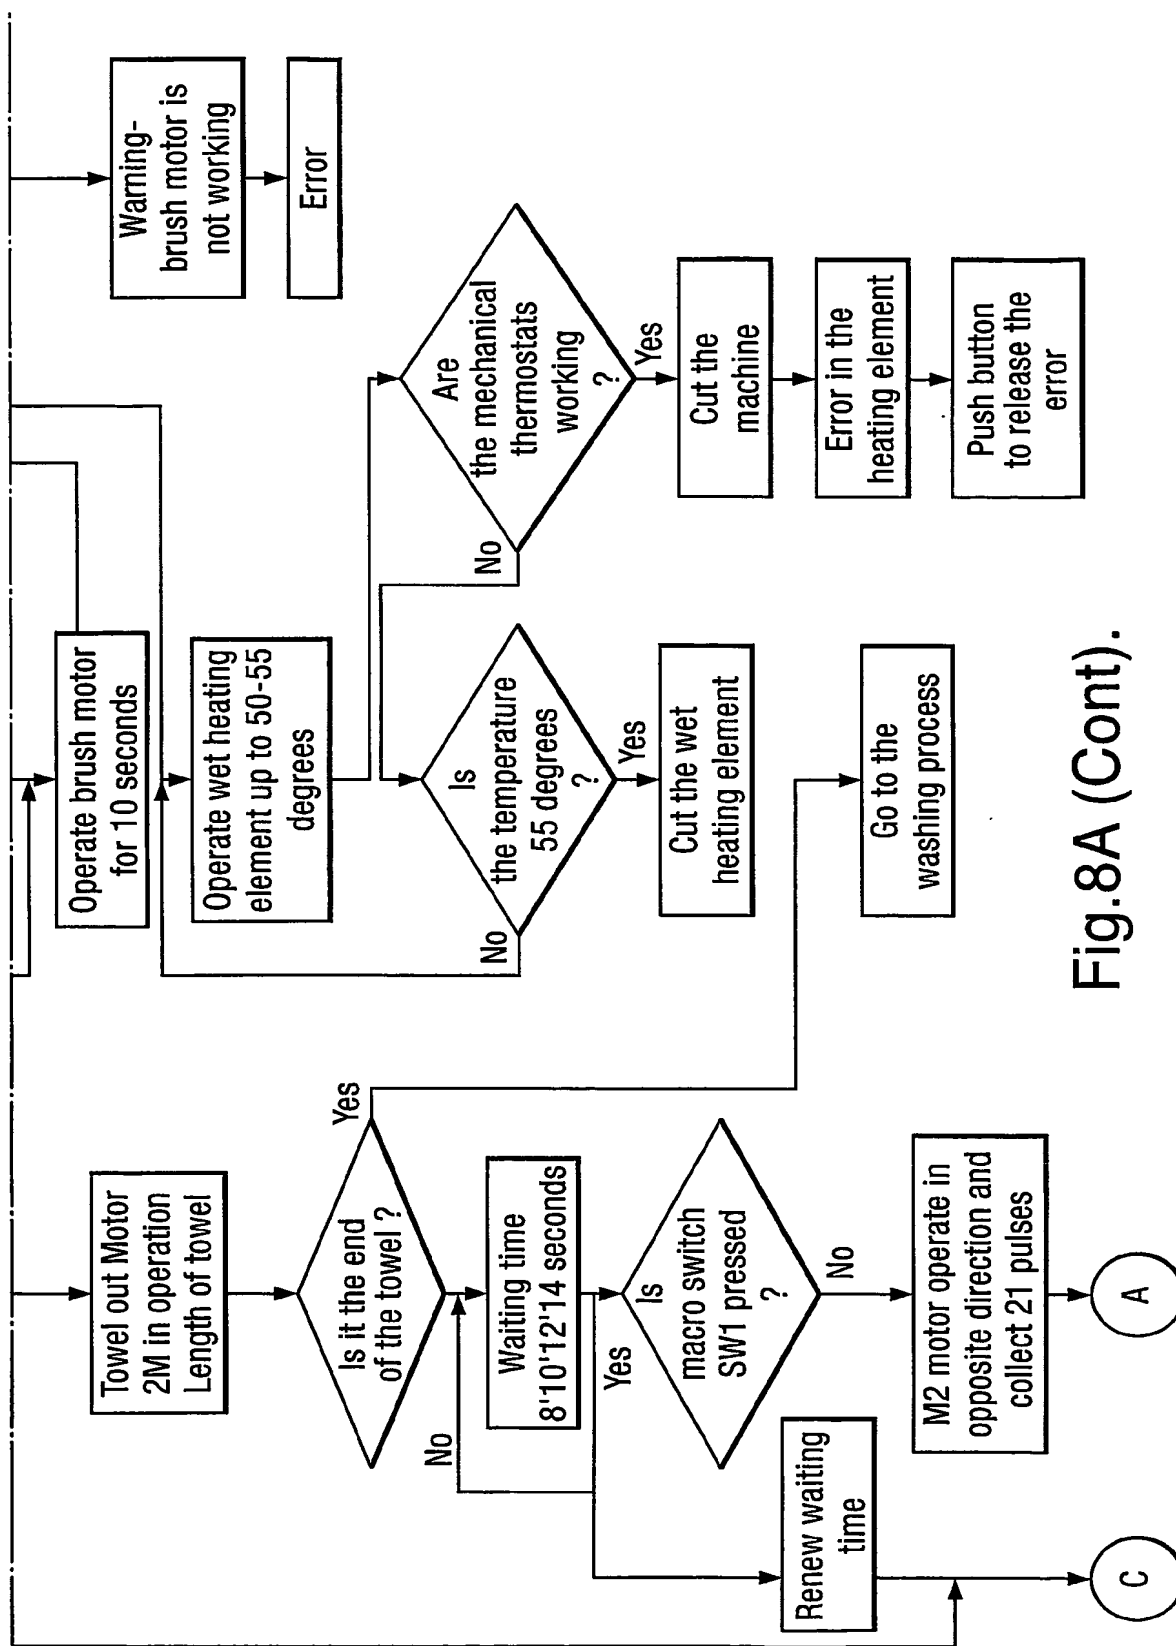 Towel out Motor
2M in operation
Length of towel
Is it the end
of the towel ?
Yes
No
Waiting time
8'10'12'14 seconds
Yes
Is
macro switch
SW1 pressed
?
No
Renew waiting
time
M2 motor operate in
opposite direction and
collect 21 pulses
C
A
Operate brush motor
for 10 seconds
Operate wet heating
element up to 50-55
degrees
No
Is
the temperature
55 degrees
?
Yes
Cut the wet
heating element
Go to the
washing process
Warning-
brush motor is
not working
Error
Are
the mechanical
thermostats
working
?
No
Yes
Cut the
machine
Error in the
heating element
Push button
to release the
error
Fig.8A (Cont).